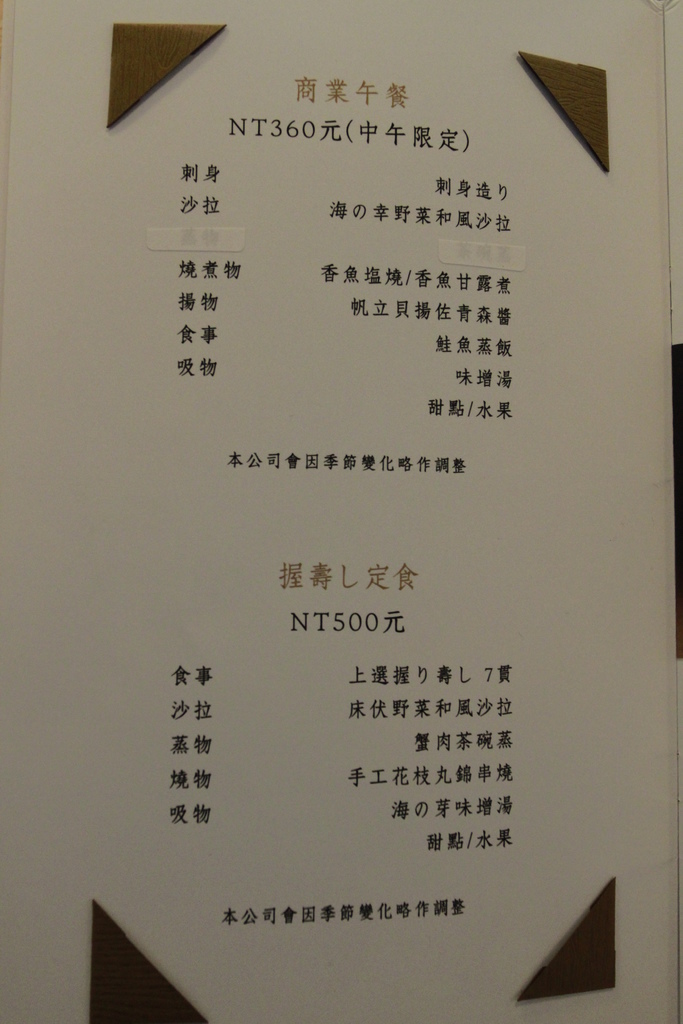 商業午餐
NT360元(中午限定)
刺身 刺身造り
沙拉 海の幸野菜和風沙拉
燒煮物 香魚塩燒/香魚甘露煮
揚物 帆立貝揚佐青森醬
食事 鮭魚蒸飯
吸物 味增湯
甜點/水果
本公司會因季節變化略作調整
握壽し定食
NT500元
食事 上選握り壽し 7貫
沙拉 床伏野菜和風沙拉
蒸物 蟹肉茶碗蒸
燒物 手工花枝丸錦串燒
吸物 海の芽味增湯
甜點/水果
本公司會因季節變化略作調整